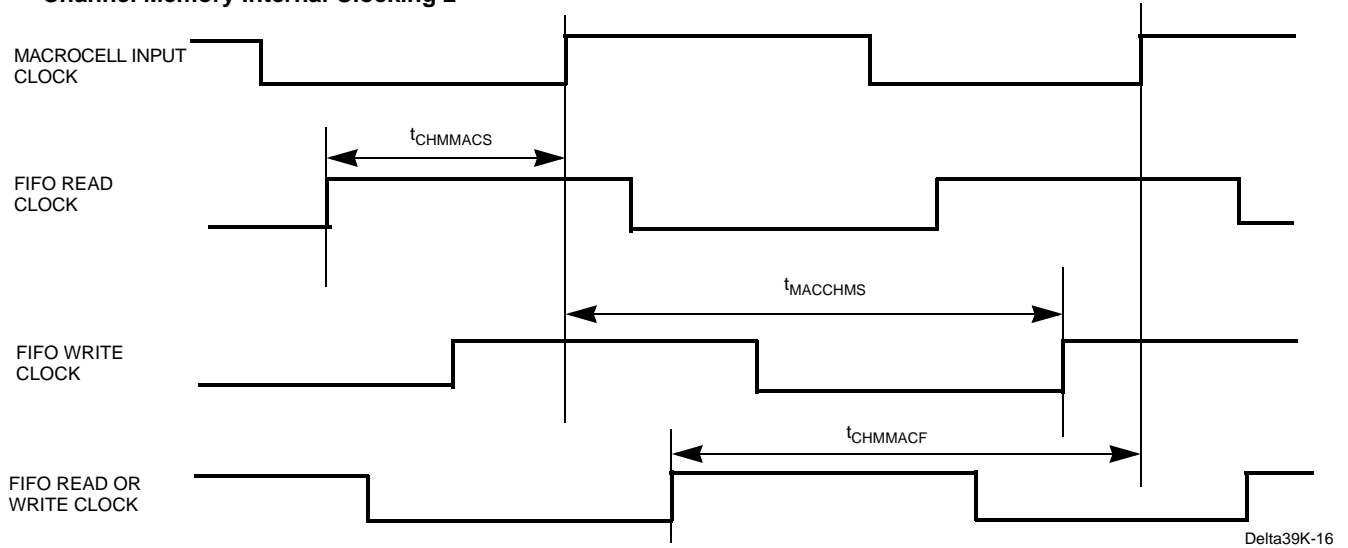 Channel Memory Internal Clocking 2
MACROCELL INPUT
CLOCK
tCHMMACS
FIFO READ
CLOCK
tMACCHMS
FIFO WRITE
CLOCK
tCHMMACF
FIFO READ OR
WRITE CLOCK
Delta39K-16